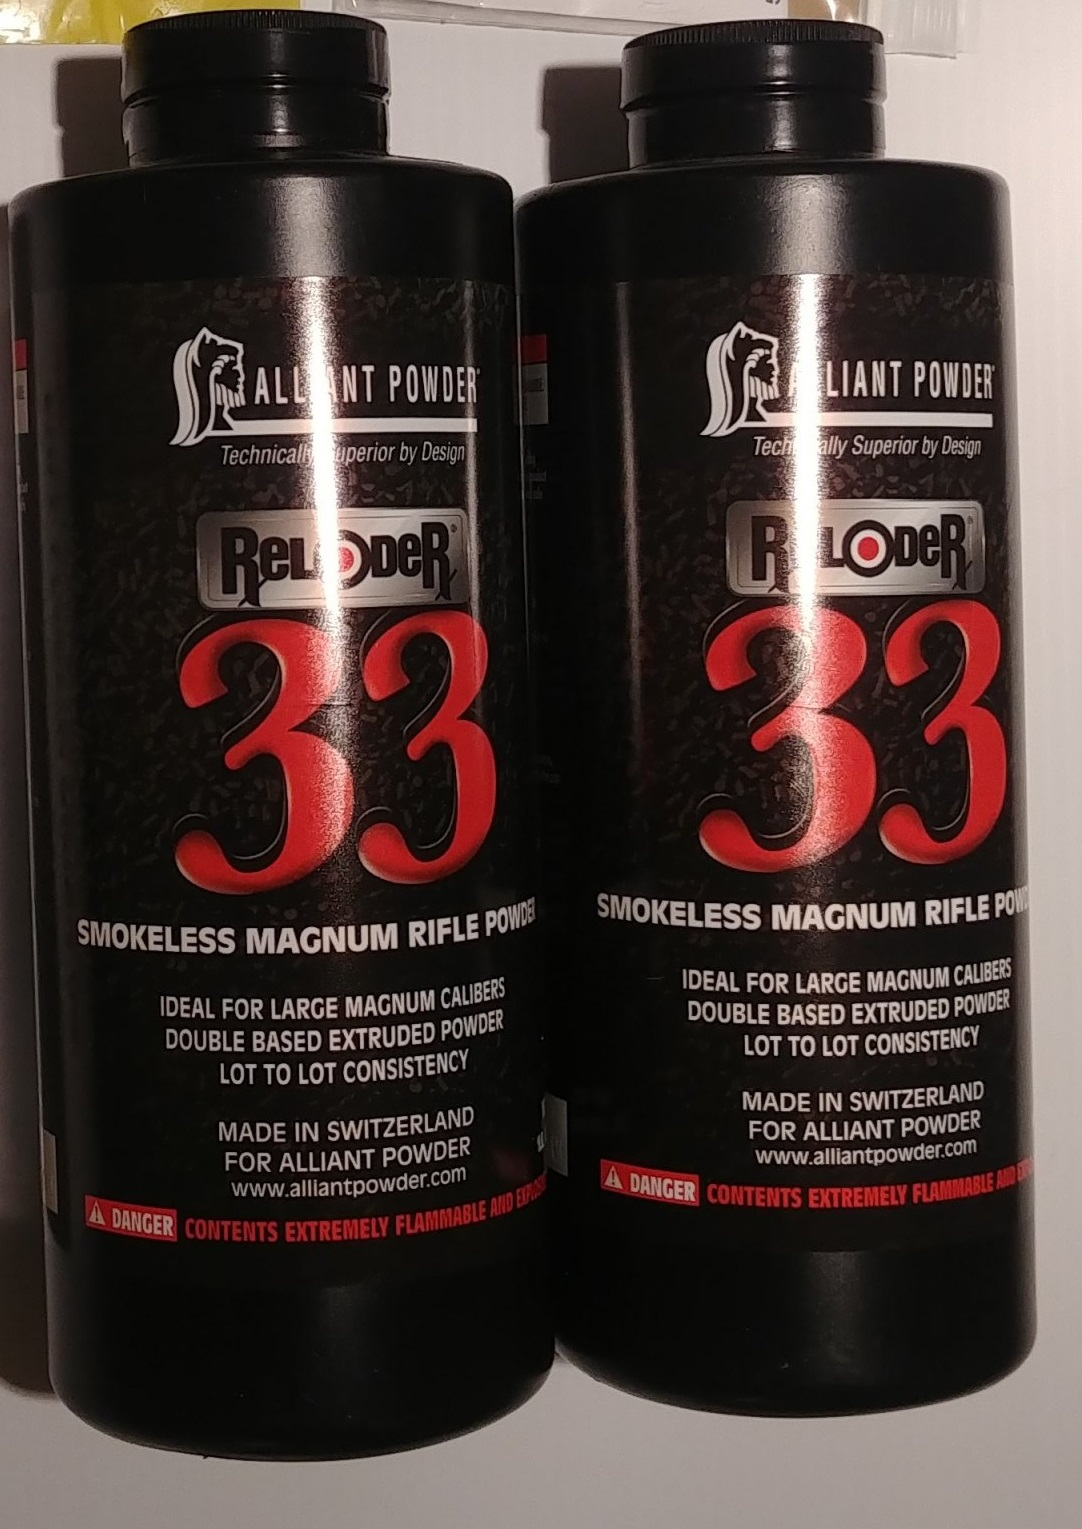 ALLIANT POWDER
Technically Superior by Design
RELODER
33
SMOKELESS MAGNUM RIFLE POWDER
IDEAL FOR LARGE MAGNUM CALIBERS
DOUBLE BASED EXTRUDED POWDER
LOT TO LOT CONSISTENCY
MADE IN SWITZERLAND
FOR ALLIANT POWDER
www.alliantpowder.com
DANGER CONTENTS EXTREMELY FLAMMABLE AND
ALLIANT POWDER
Technically Superior by Design
RELODER
33
SMOKELESS MAGNUM RIFLE
IDEAL FOR LARGE MAGNUM CALIBERS
DOUBLE BASED EXTRUDED POWDER
LOT TO LOT CONSISTENCY
MADE IN SWITZERLAND
FOR ALLIANT POWDER
www.alliantpowder.com
DANGER CONTENTS EXTREMELY FLAMMABLE AND